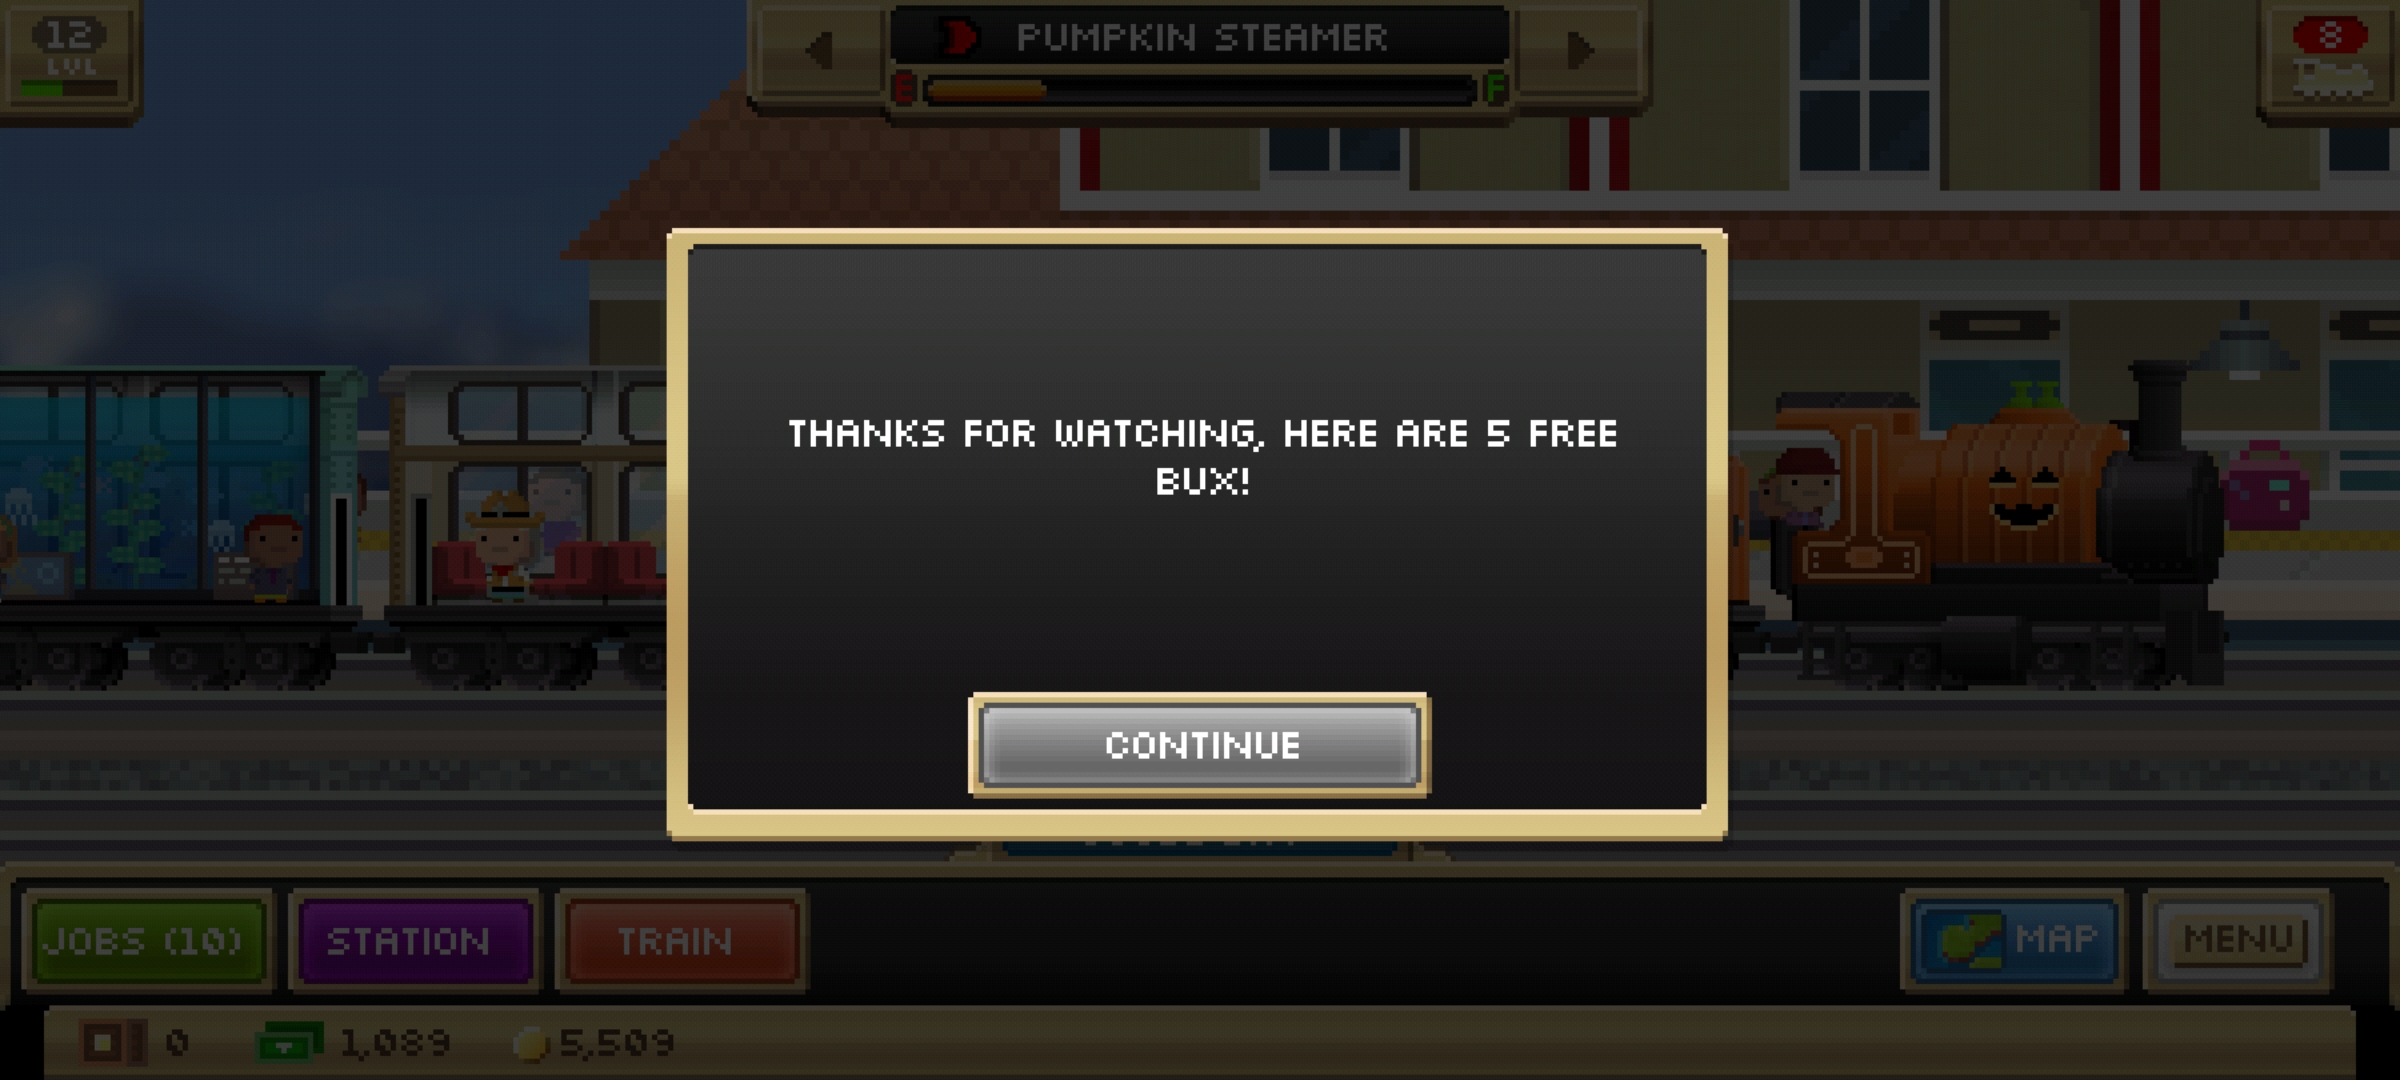 12
LVL
PUMPKIN STEAMER
E
F
8
THANKS FOR WATCHING, HERE ARE 5 FREE
BUX!
CONTINUE
JOBS (10)
STATION
TRAIN
MAP
MENU
0
1,089
5,509